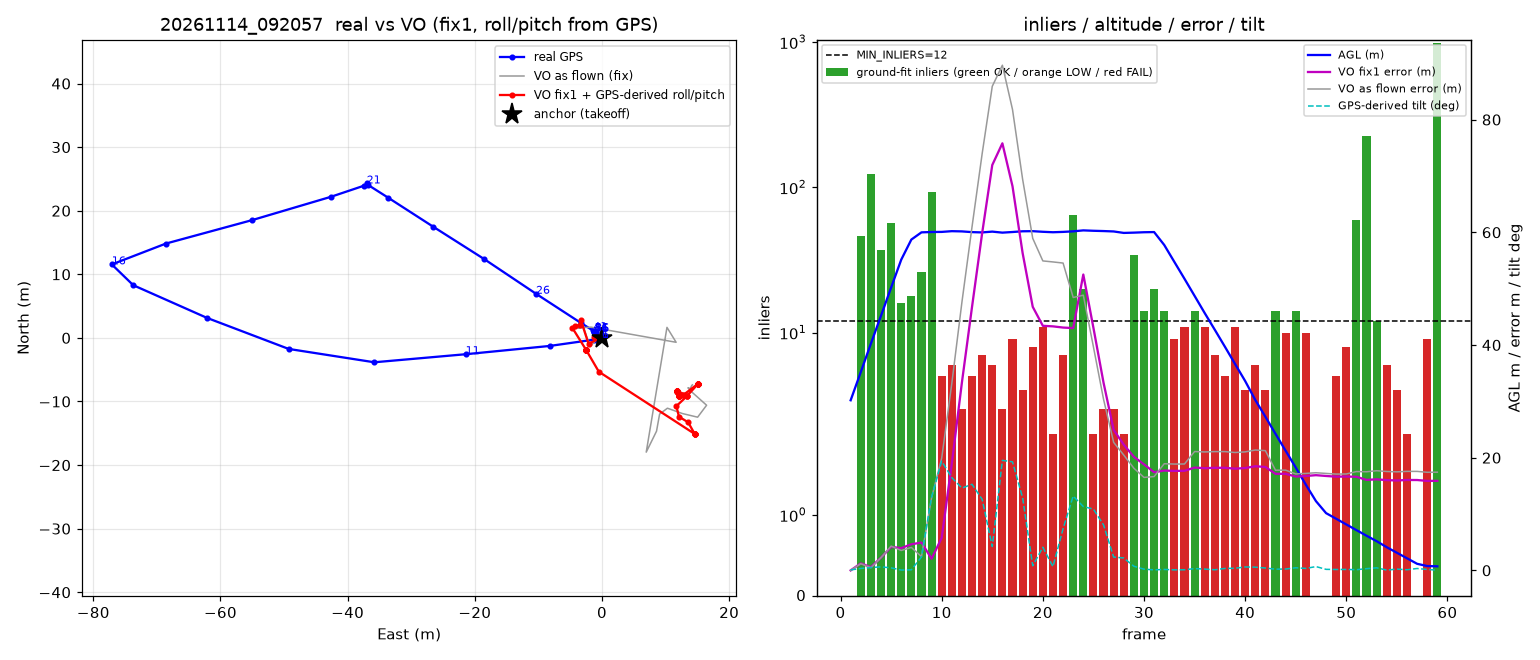 20261114_092057  real vs VO (fix1, roll/pitch from GPS)
real GPS
VO as flown (fix)
VO fix1 + GPS-derived roll/pitch
anchor (takeoff)
40
30
20
10
0
−10
−20
−30
−40
North (m)
21
16
26
11
−80
−60
−40
−20
0
20
East (m)
inliers / altitude / error / tilt
MIN_INLIERS=12
ground-fit inliers (green OK / orange LOW / red FAIL)
AGL (m)
VO fix1 error (m)
VO as flown error (m)
GPS-derived tilt (deg)
10³
10²
10¹
10⁰
0
inliers
80
60
40
20
0
AGL m / error m / tilt deg
0
10
20
30
40
50
60
frame